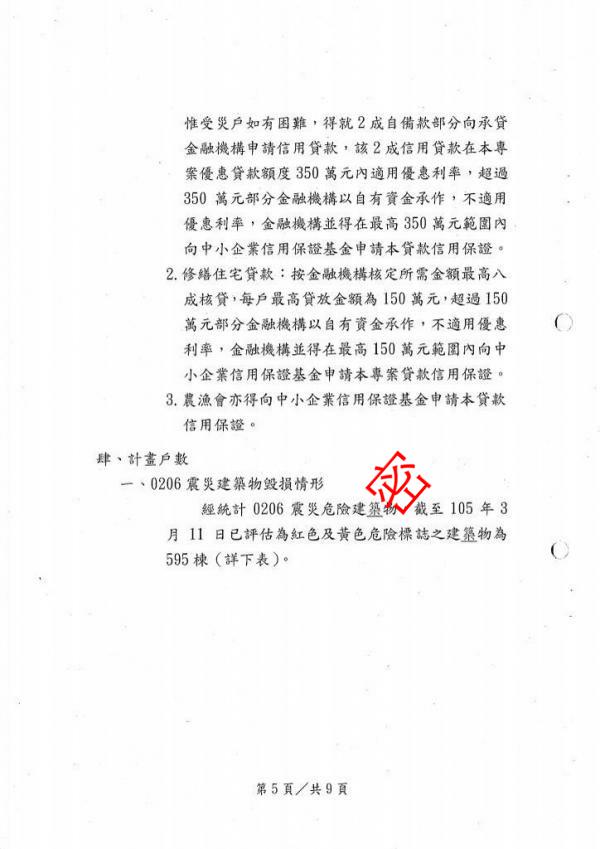 惟受災戶如有困難，得就2成自備款部分向承貸
金融機構申請信用貸款，該2成信用貸款在本專
案優惠貸款額度350萬元內適用優惠利率，超過
350 萬元部分金融機構以自有資金承作，不適用
優惠利率，金融機構並得在最高350萬元範圍內
向中小企業信用保證基金申請本貸款信用保證。
2.修繕住宅貸款：按金融機構核定所需金額最高八
成核貸，每戶最高貸放金額為150萬元，超過150
萬元部分金融機構以自有資金承作，不適用優惠
利率，金融機構並得在最高150萬元範圍內向中
小企業信用保證基金申請本專案貸款信用保證。
3.農漁會亦得向中小企業信用保證基金申請本貸款
信用保證。
肆、計畫戶數
一、0206震災建築物毀損情形
經統計0206震災危險建築物，截至105年3
月11日已評估為紅色及黃色危險標誌之建築物為
595棟（詳下表）。
第5頁／共9頁